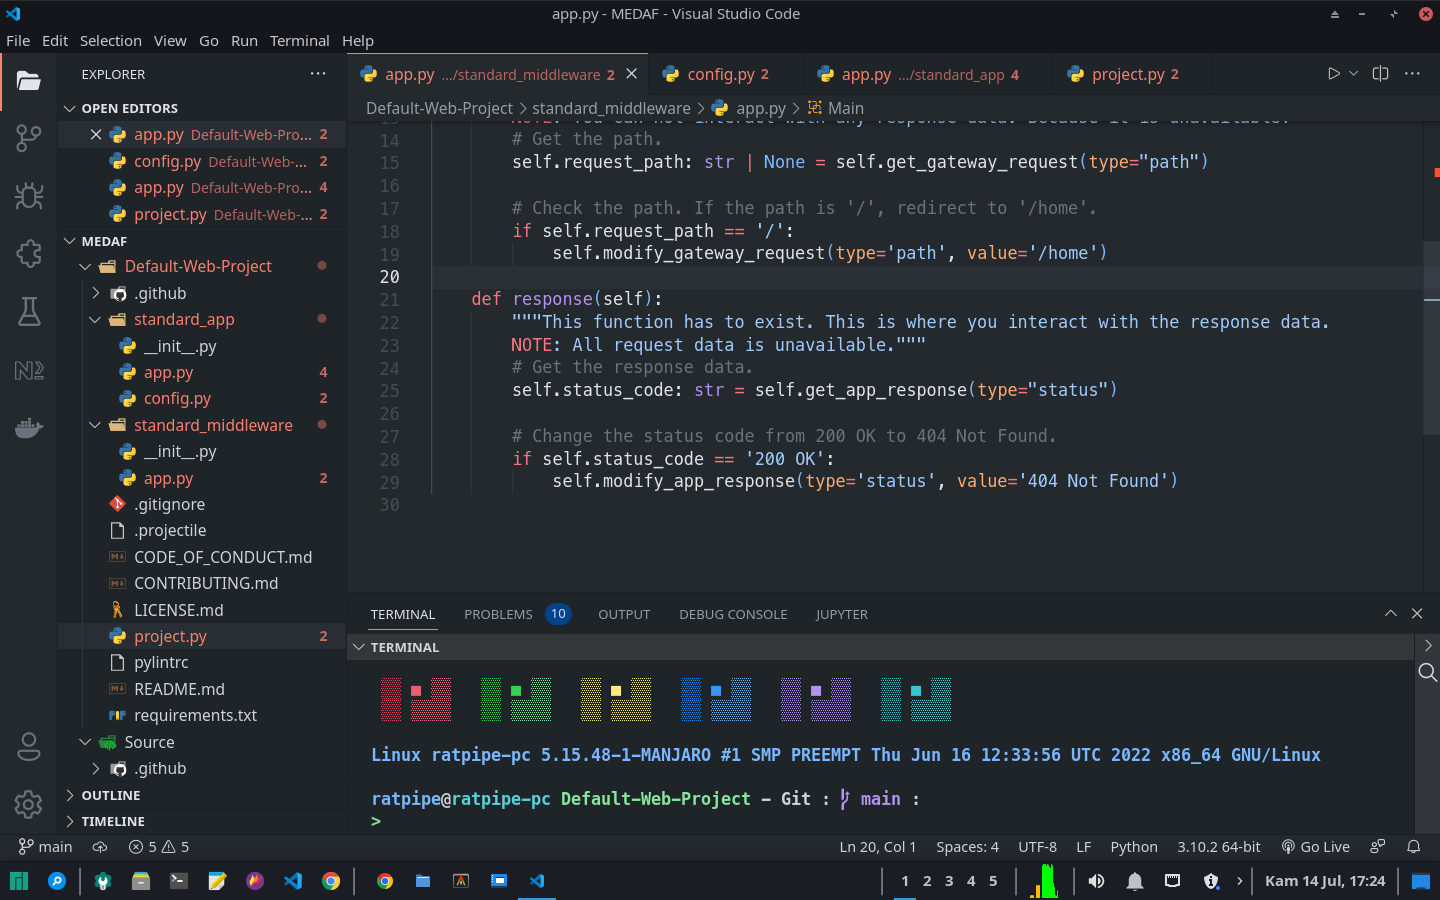 app.py - MEDAF - Visual Studio Code
File Edit Selection View Go Run Terminal Help
EXPLORER
OPEN EDITORS
app.py Default-Web-Pro... 2
config.py Default-Web-... 2
app.py Default-Web-Pro... 4
project.py Default-Web-... 2
MEDAF
Default-Web-Project
.github
standard_app
__init__.py
app.py 4
config.py 2
standard_middleware
__init__.py
app.py 2
.gitignore
.projectile
CODE_OF_CONDUCT.md
CONTRIBUTING.md
LICENSE.md
project.py 2
pylintrc
README.md
requirements.txt
Source
.github
OUTLINE
TIMELINE
app.py .../standard_middleware 2
config.py 2
app.py .../standard_app 4
project.py 2
Default-Web-Project > standard_middleware > app.py > Main
13 NOTE: You can not interact with any response data. Because it is unavailable.
14 # Get the path.
15 self.request_path: str | None = self.get_gateway_request(type="path")
16
17 # Check the path. If the path is '/', redirect to '/home'.
18 if self.request_path == '/':
19 self.modify_gateway_request(type='path', value='/home')
20
21 def response(self):
22 """This function has to exist. This is where you interact with the response data.
23 NOTE: All request data is unavailable."""
24 # Get the response data.
25 self.status_code: str = self.get_app_response(type="status")
26
27 # Change the status code from 200 OK to 404 Not Found.
28 if self.status_code == '200 OK':
29 self.modify_app_response(type='status', value='404 Not Found')
30
TERMINAL PROBLEMS 10 OUTPUT DEBUG CONSOLE JUPYTER
TERMINAL
Linux ratpipe-pc 5.15.48-1-MANJARO #1 SMP PREEMPT Thu Jun 16 12:33:56 UTC 2022 x86_64 GNU/Linux
ratpipe@ratpipe-pc Default-Web-Project - Git : main :
>
main 5 5 Ln 20, Col 1 Spaces: 4 UTF-8 LF Python 3.10.2 64-bit Go Live
1 2 3 4 5 Kam 14 Jul, 17:24